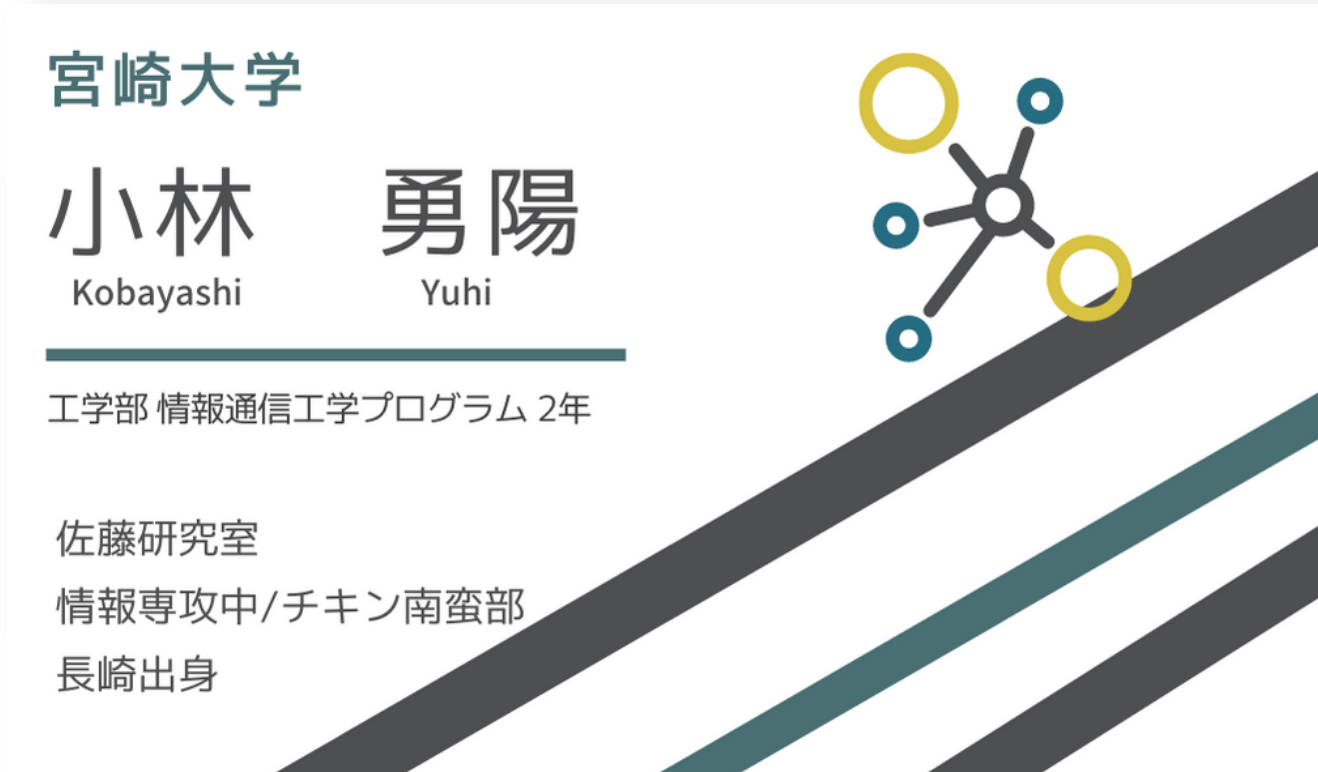 宮崎大学
小林 勇陽
Kobayashi Yuhi
工学部 情報通信工学プログラム 2年
佐藤研究室
情報専攻中/チキン南蛮部
長崎出身